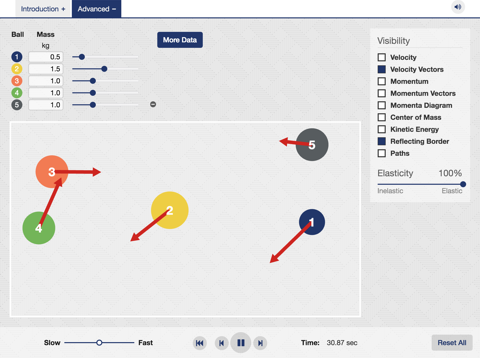 Introduction + Advanced −
Ball Mass
kg
More Data
1 0.5
2 1.5
3 1.0
4 1.0
5 1.0
Visibility
Velocity
Velocity Vectors
Momentum
Momentum Vectors
Momenta Diagram
Center of Mass
Kinetic Energy
Reflecting Border
Paths
Elasticity 100%
Inelastic Elastic
5
3
2
1
4
Slow Fast
Time: 30.87 sec
Reset All